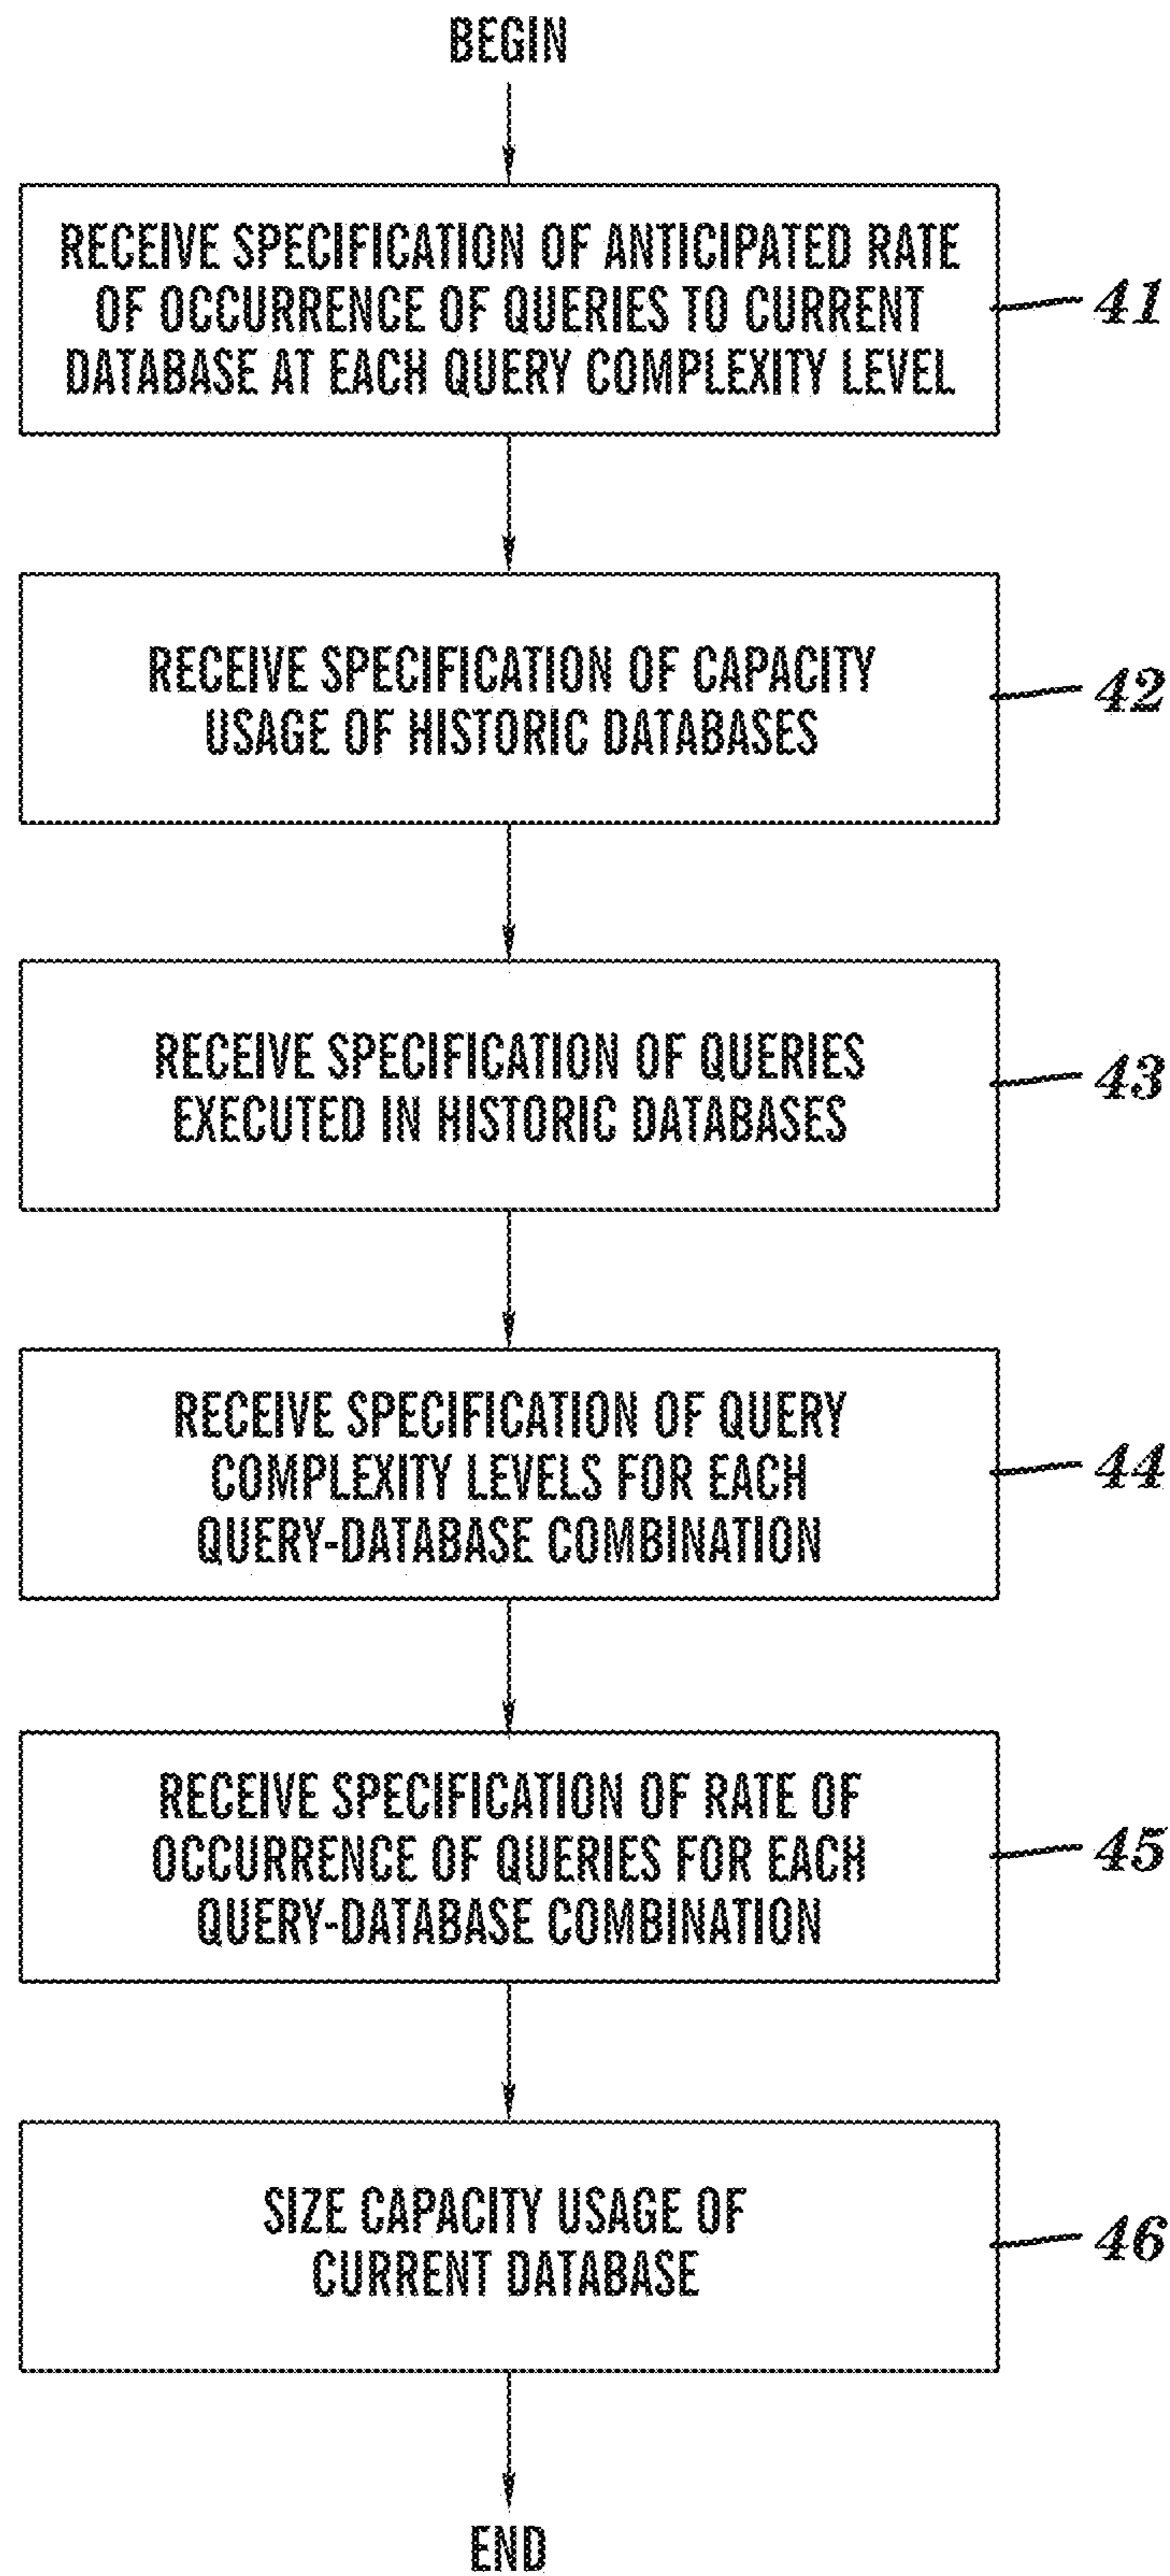 BEGIN
RECEIVE SPECIFICATION OF ANTICIPATED RATE
OF OCCURRENCE OF QUERIES TO CURRENT
DATABASE AT EACH QUERY COMPLEXITY LEVEL
41
RECEIVE SPECIFICATION OF CAPACITY
USAGE OF HISTORIC DATABASES
42
RECEIVE SPECIFICATION OF QUERIES
EXECUTED IN HISTORIC DATABASES
43
RECEIVE SPECIFICATION OF QUERY
COMPLEXITY LEVELS FOR EACH
QUERY-DATABASE COMBINATION
44
RECEIVE SPECIFICATION OF RATE OF
OCCURRENCE OF QUERIES FOR EACH
QUERY-DATABASE COMBINATION
45
SIZE CAPACITY USAGE OF
CURRENT DATABASE
46
END